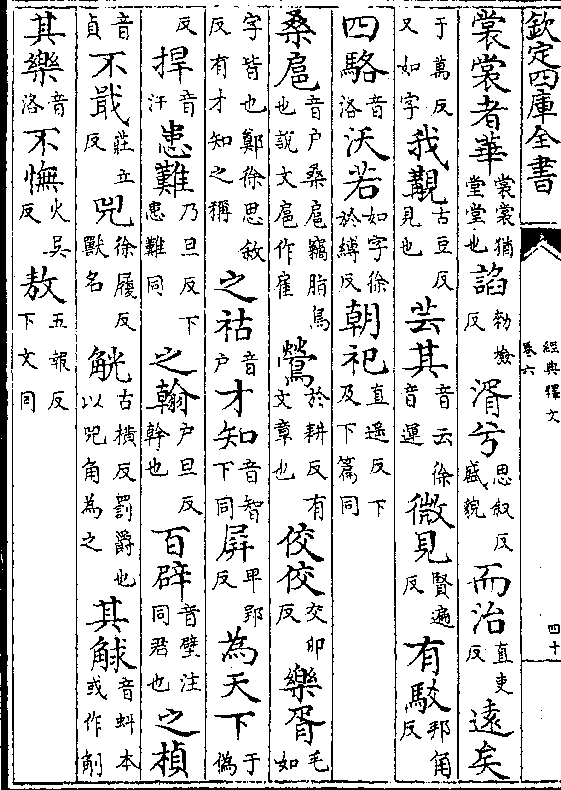 欽定四庫全書 經典釋文 卷六 四十
裳裳者華 裳裳猶堂堂也 諂 勑檢反 湑兮 思叙反盛貌 而治 直吏反 遠矣
于萬反又如字 我覯 古豆反見也 芸其 音云徐音運 微見 賢遍反 有駮 邦角反
四駱 音洛 沃若 如字徐於縛反 朝祀 直遥反下及下篇同
桑扈 音户桑扈竊脂鳥也說文扈作雇 鶯 於耕反有文章也 佼佼 交卯反 樂胥 毛如
字皆也鄭徐思敘反有才知之稱 之祜 音户 才知 音智下同 屏 卑郢反 為天下 于偽
反 捍 音汗 患難 乃旦反下患難同 之翰 户旦反幹也 百辟 音璧注同君也 之楨
音貞 不戢 莊立反 兕 徐履反獸名 觥 古橫反罰爵也以兕角為之 其觩 音虯本或作
其樂 音洛 不憮 火吳反 敖 五報反下文同